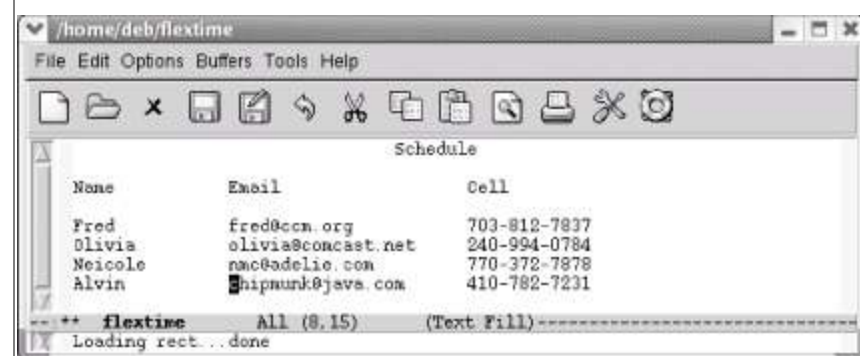 /home/deb/flextime
File Edit Options Buffers Tools Help
Schedule
Name Email Cell
Fred fred@ccm.org 703-812-7837
Olivia olivia@comcast.net 240-994-0784
Neicole nmc@adelie.com 770-372-7878
Alvin chipmunk@java.com 410-782-7231
-- ** flextime All (8,15) (Text Fill)--------------------------------
Loading rect...done